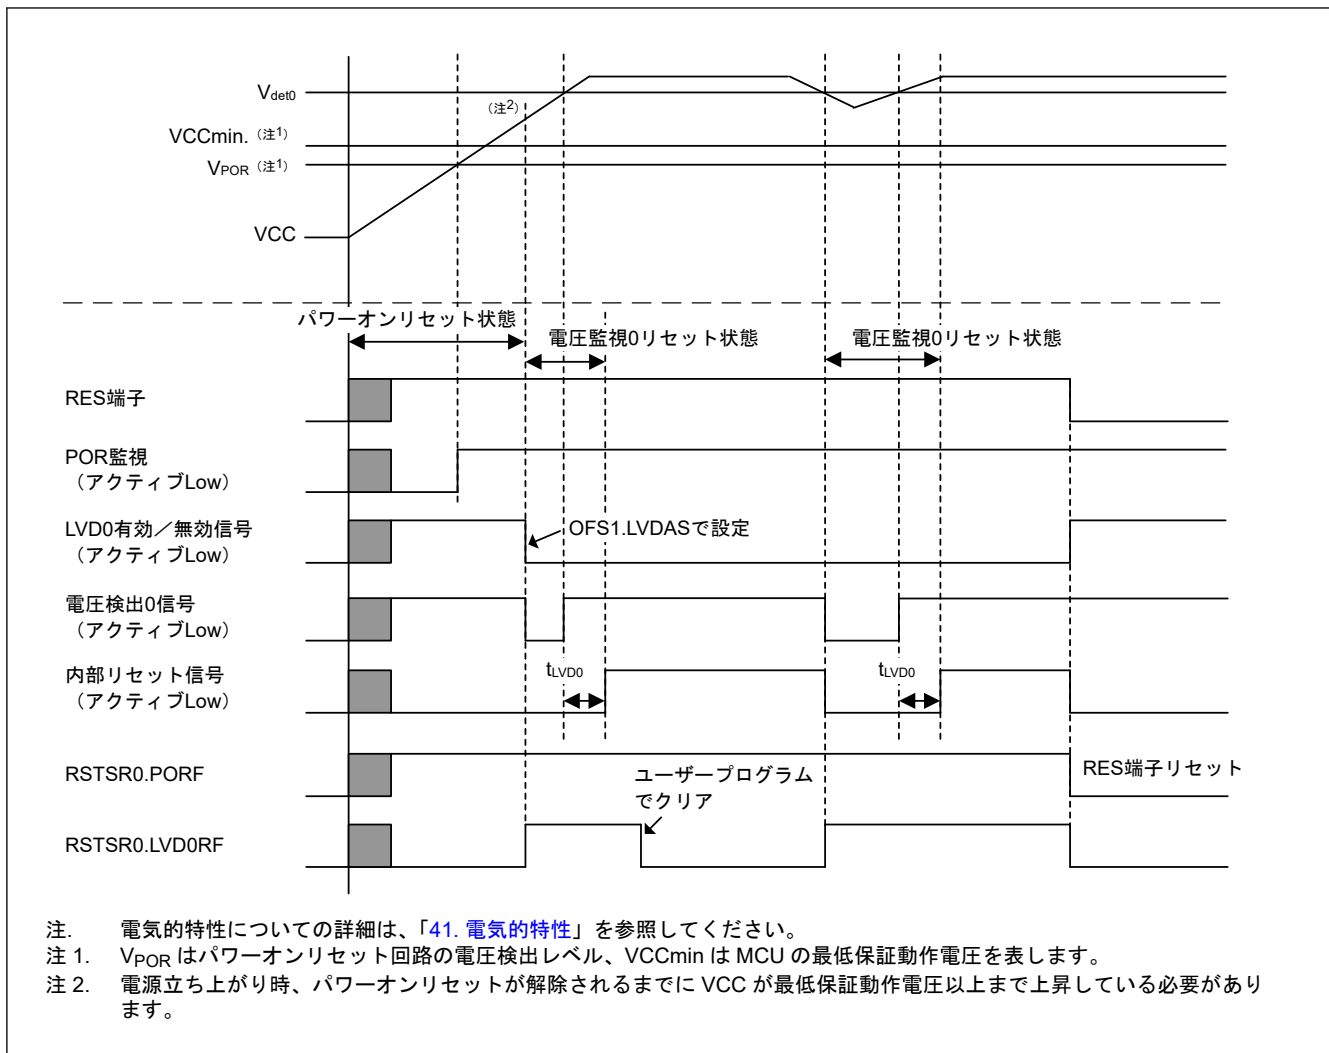 Vdet0
(注2)
VCCmin. (注1)
VPOR (注1)
VCC
パワーオンリセット状態
電圧監視0リセット状態
電圧監視0リセット状態
RES端子
POR監視
(アクティブLow)
LVD0有効/無効信号
(アクティブLow)
OFS1.LVDASで設定
電圧検出0信号
(アクティブLow)
内部リセット信号
(アクティブLow)
tLVD0
tLVD0
RSTSR0.PORF
ユーザープログラム
でクリア
RES端子リセット
RSTSR0.LVD0RF
注. 電気的特性についての詳細は、「41. 電気的特性」を参照してください。
注 1. VPOR はパワーオンリセット回路の電圧検出レベル、VCCmin は MCU の最低保証動作電圧を表します。
注 2. 電源立ち上がり時、パワーオンリセットが解除されるまでに VCC が最低保証動作電圧以上まで上昇している必要があり
ます。